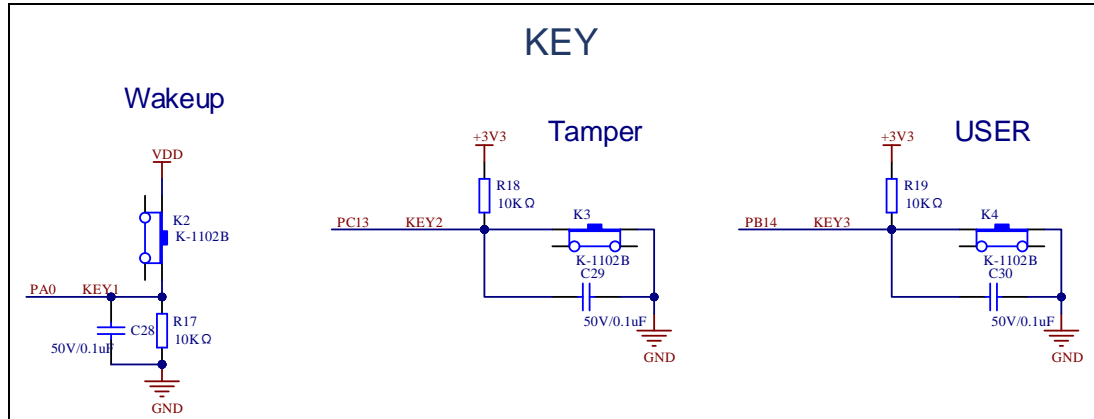 KEY
Wakeup
VDD
K2
K-1102B
PA0 KEY1
C28
50V/0.1uF
R17
10KΩ
GND
Tamper
+3V3
R18
10KΩ
PC13 KEY2
K3
K-1102B
C29
50V/0.1uF
GND
USER
+3V3
R19
10KΩ
PB14 KEY3
K4
K-1102B
C30
50V/0.1uF
GND